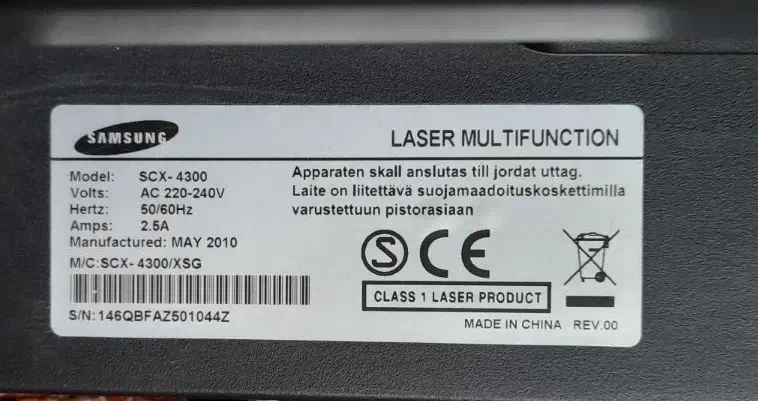 SAMSUNG
LASER MULTIFUNCTION
Model: SCX- 4300
Volts: AC 220-240V
Hertz: 50/60Hz
Amps: 2.5A
Manufactured: MAY 2010
M/C:SCX- 4300/XSG
S/N:146QBFAZ501044Z
Apparaten skall anslutas till jordat uttag.
Laite on liitettävä suojamaadoituskoskettimilla
varustettuun pistorasiaan
S CE
CLASS 1 LASER PRODUCT
MADE IN CHINA REV.00